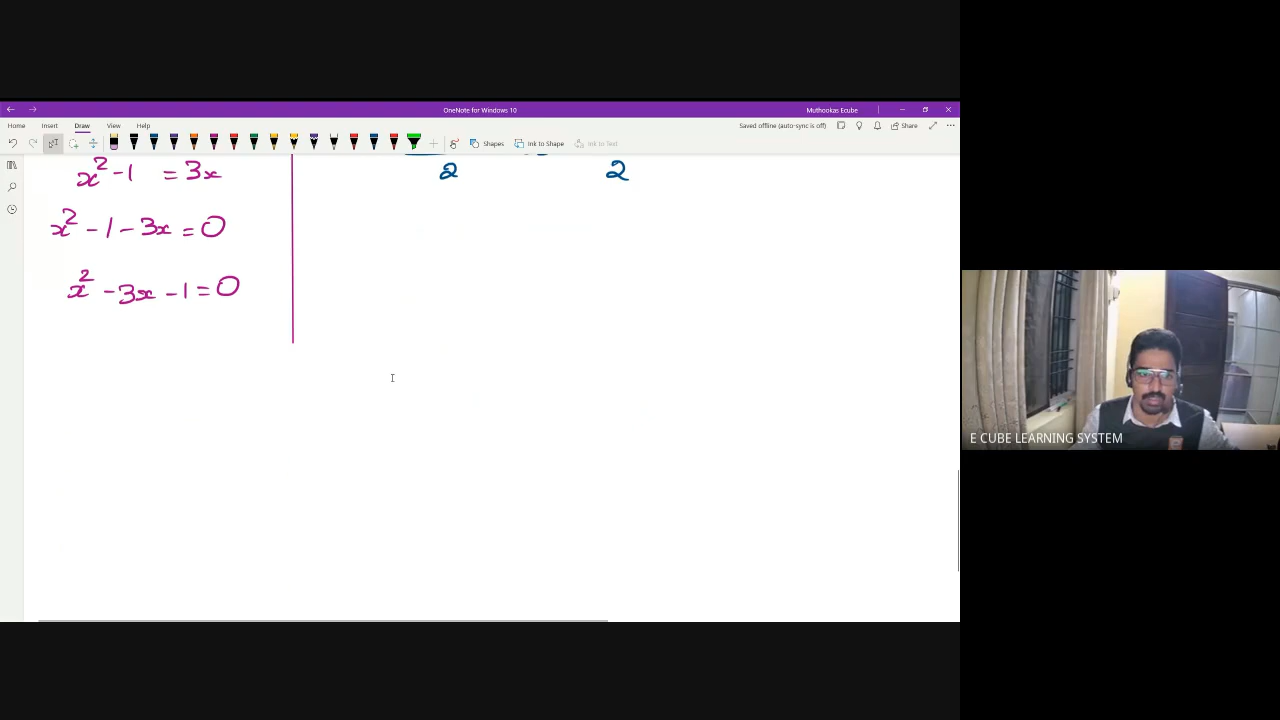 OneNote for Windows 10
Muthookas Ecube
Home Insert Draw View Help
Saved offline (auto-sync is off)
Share
Shapes
Ink to Shape
Ink to Text
x² - 1 = 3x
2 2
x² - 1 - 3x = 0
x² - 3x - 1 = 0
E CUBE LEARNING SYSTEM